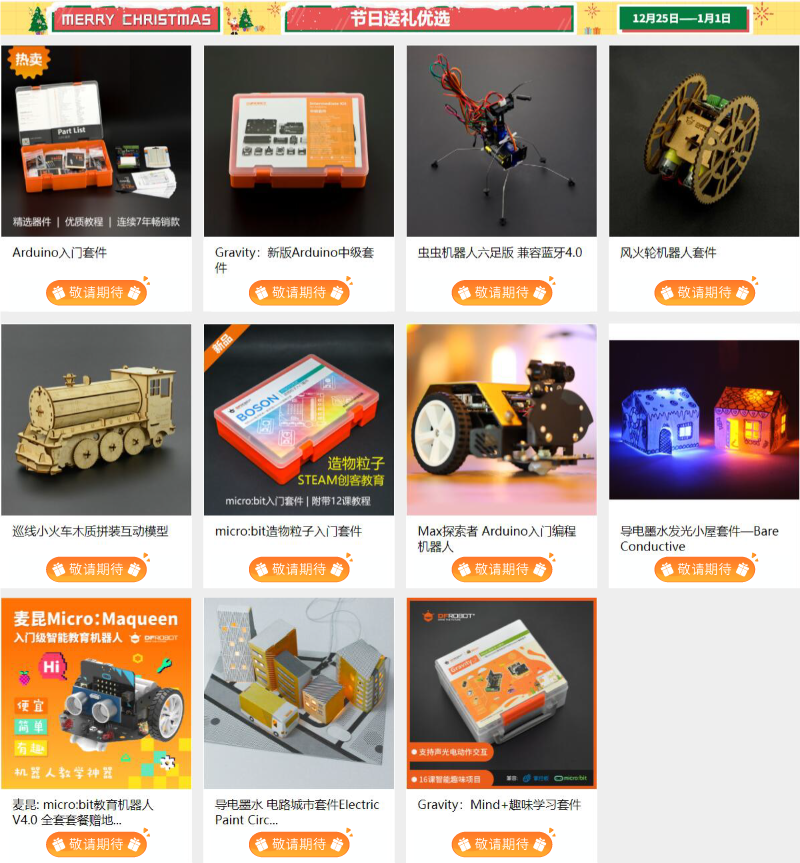 MERRY CHRISTMAS
节日送礼优选
12月25日——1月1日
热卖
Part List
精选器件 | 优质教程 | 连续7年畅销款
Arduino入门套件
敬请期待
Gravity：新版Arduino中级套
件
敬请期待
虫虫机器人六足版 兼容蓝牙4.0
敬请期待
风火轮机器人套件
敬请期待
巡线小火车木质拼装互动模型
敬请期待
新品
BOSON
造物粒子
STEAM创客教育
micro:bit入门套件 | 附带12课教程
micro:bit造物粒子入门套件
敬请期待
Max探索者 Arduino入门编程
机器人
敬请期待
导电墨水发光小屋套件—Bare
Conductive
敬请期待
麦昆Micro：Maqueen
入门级智能教育机器人 DFROBOT
Hi
便宜
简单
有趣
机器人教学神器
麦昆: micro:bit教育机器人
V4.0 全套套餐赠地...
敬请期待
导电墨水 电路城市套件Electric
Paint Circ...
敬请期待
DFROBOT
Gravity
支持声光电动作交互
16课智能趣味项目
micro:bit
Gravity：Mind+趣味学习套件
敬请期待